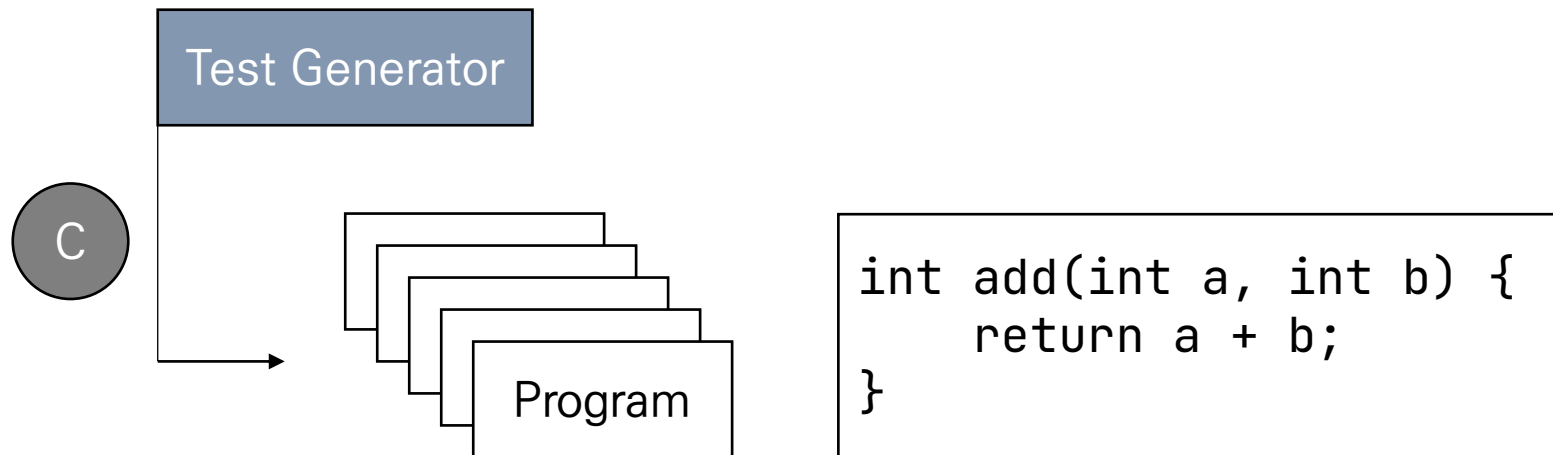 Test Generator
C
Program
int add(int a, int b) {
    return a + b;
}